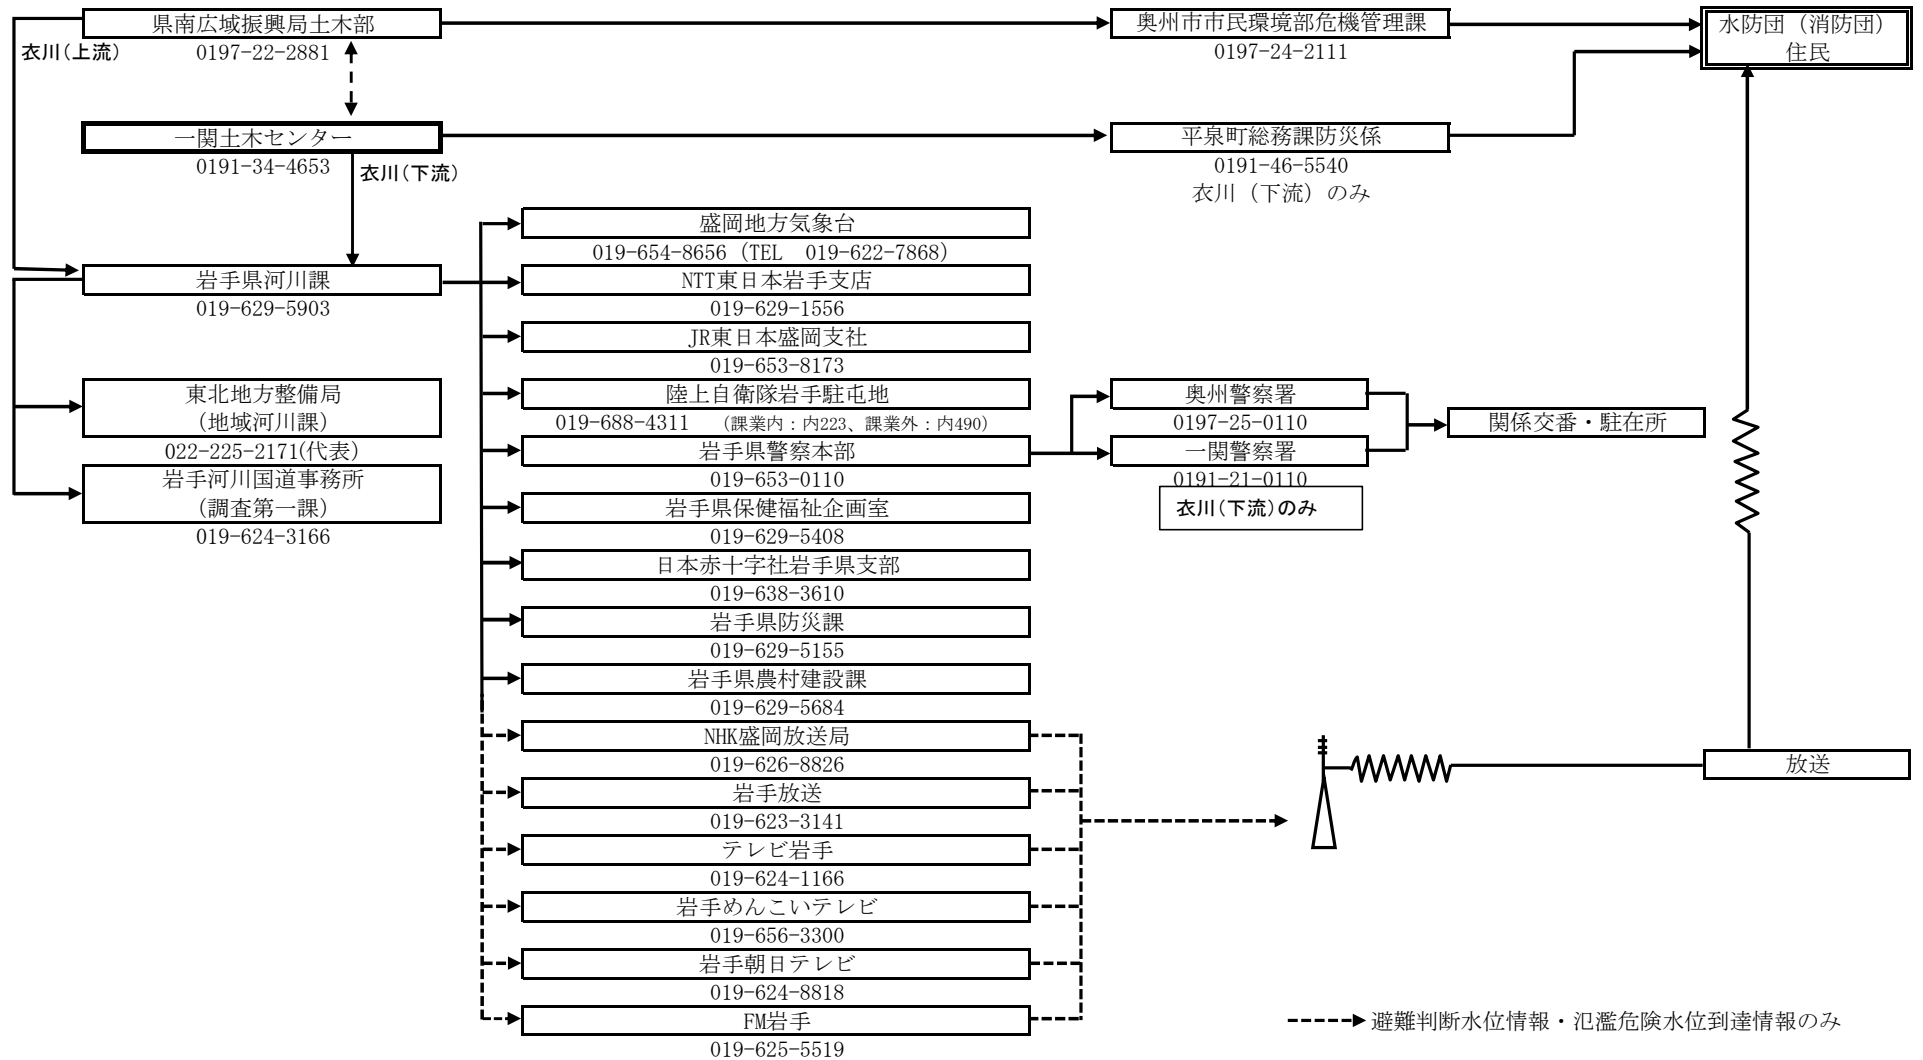 県南広域振興局土木部
0197-22-2881
衣川(上流)
奥州市市民環境部危機管理課
0197-24-2111
水防団（消防団）
住民
一関土木センター
0191-34-4653
衣川(下流)
平泉町総務課防災係
0191-46-5540
衣川（下流）のみ
岩手県河川課
019-629-5903
東北地方整備局
(地域河川課)
022-225-2171(代表)
岩手河川国道事務所
(調査第一課)
019-624-3166
盛岡地方気象台
019-654-8656（TEL　019-622-7868）
NTT東日本岩手支店
019-629-1556
JR東日本盛岡支社
019-653-8173
陸上自衛隊岩手駐屯地
019-688-4311　（課業内：内223、課業外：内490）
岩手県警察本部
019-653-0110
岩手県保健福祉企画室
019-629-5408
日本赤十字社岩手県支部
019-638-3610
岩手県防災課
019-629-5155
岩手県農村建設課
019-629-5684
NHK盛岡放送局
019-626-8826
岩手放送
019-623-3141
テレビ岩手
019-624-1166
岩手めんこいテレビ
019-656-3300
岩手朝日テレビ
019-624-8818
FM岩手
019-625-5519
奥州警察署
0197-25-0110
一関警察署
0191-21-0110
衣川(下流)のみ
関係交番・駐在所
放送
避難判断水位情報・氾濫危険水位到達情報のみ